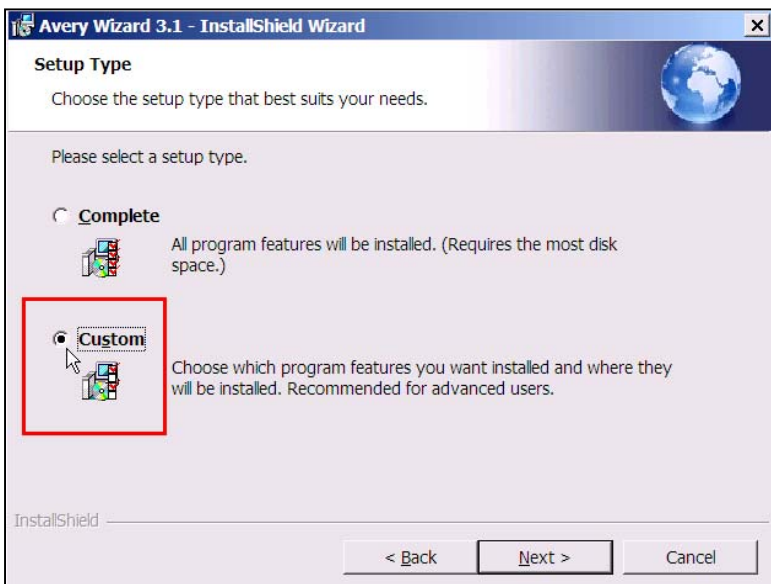 Avery Wizard 3.1 - InstallShield Wizard
Setup Type
Choose the setup type that best suits your needs.
Please select a setup type.
Complete
All program features will be installed. (Requires the most disk
space.)
Custom
Choose which program features you want installed and where they
will be installed. Recommended for advanced users.
InstallShield
< Back Next > Cancel